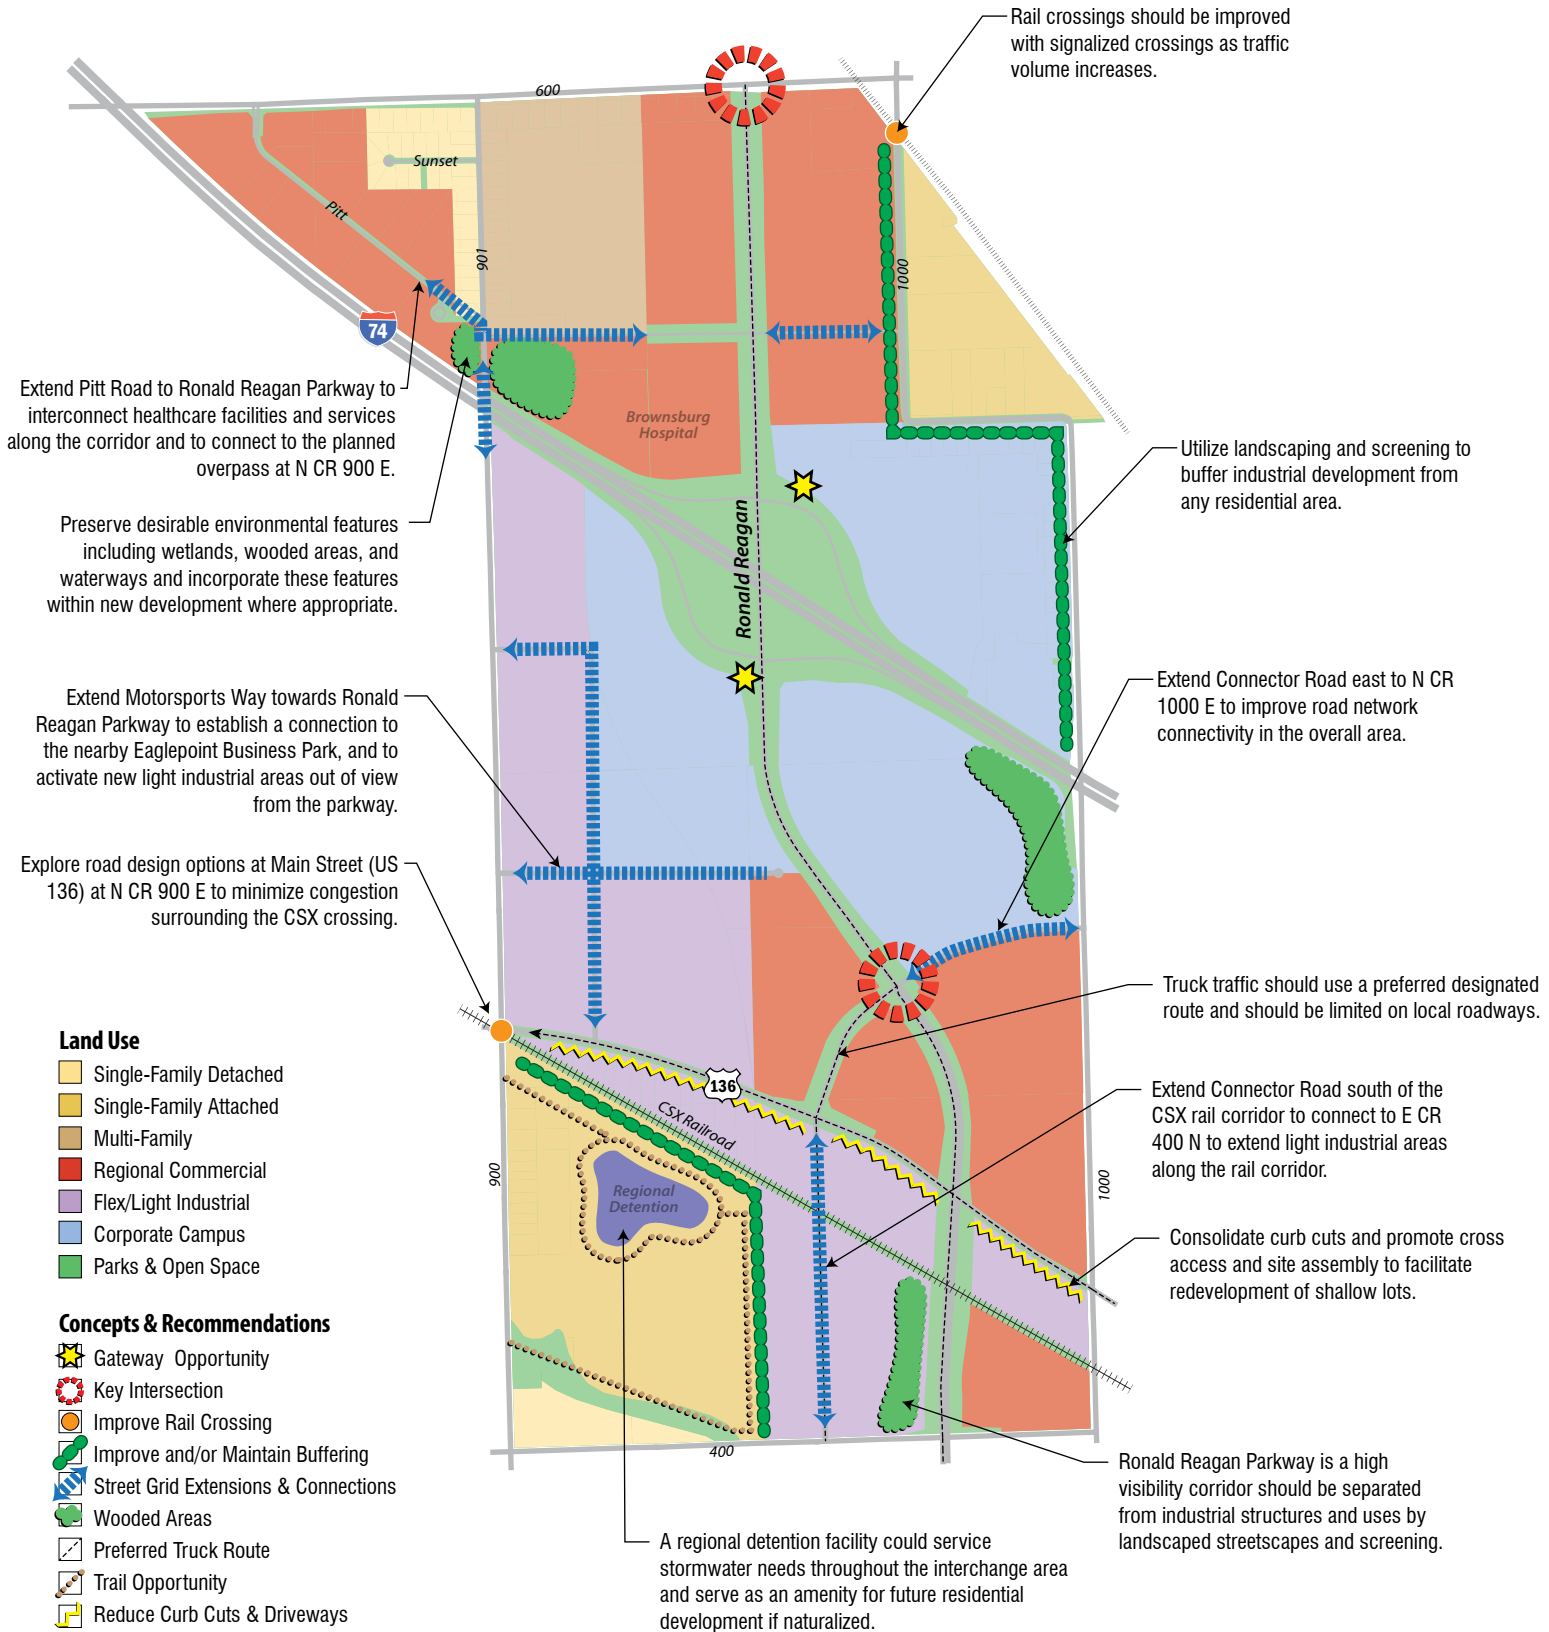 Rail crossings should be improved
with signalized crossings as traffic
volume increases.
600
Sunset
Pitt
901
1000
74
Extend Pitt Road to Ronald Reagan Parkway to
interconnect healthcare facilities and services
along the corridor and to connect to the planned
overpass at N CR 900 E.
Brownsburg
Hospital
Utilize landscaping and screening to
buffer industrial development from
any residential area.
Preserve desirable environmental features
including wetlands, wooded areas, and
waterways and incorporate these features
within new development where appropriate.
Ronald Reagan
Extend Motorsports Way towards Ronald
Reagan Parkway to establish a connection to
the nearby Eaglepoint Business Park, and to
activate new light industrial areas out of view
from the parkway.
Extend Connector Road east to N CR
1000 E to improve road network
connectivity in the overall area.
Explore road design options at Main Street (US
136) at N CR 900 E to minimize congestion
surrounding the CSX crossing.
Truck traffic should use a preferred designated
route and should be limited on local roadways.
136
CSX Railroad
Extend Connector Road south of the
CSX rail corridor to connect to E CR
400 N to extend light industrial areas
along the rail corridor.
900
Regional
Detention
1000
Consolidate curb cuts and promote cross
access and site assembly to facilitate
redevelopment of shallow lots.
400
Ronald Reagan Parkway is a high
visibility corridor should be separated
from industrial structures and uses by
landscaped streetscapes and screening.
A regional detention facility could service
stormwater needs throughout the interchange area
and serve as an amenity for future residential
development if naturalized.
Land Use
Single-Family Detached
Single-Family Attached
Multi-Family
Regional Commercial
Flex/Light Industrial
Corporate Campus
Parks & Open Space
Concepts & Recommendations
Gateway Opportunity
Key Intersection
Improve Rail Crossing
Improve and/or Maintain Buffering
Street Grid Extensions & Connections
Wooded Areas
Preferred Truck Route
Trail Opportunity
Reduce Curb Cuts & Driveways